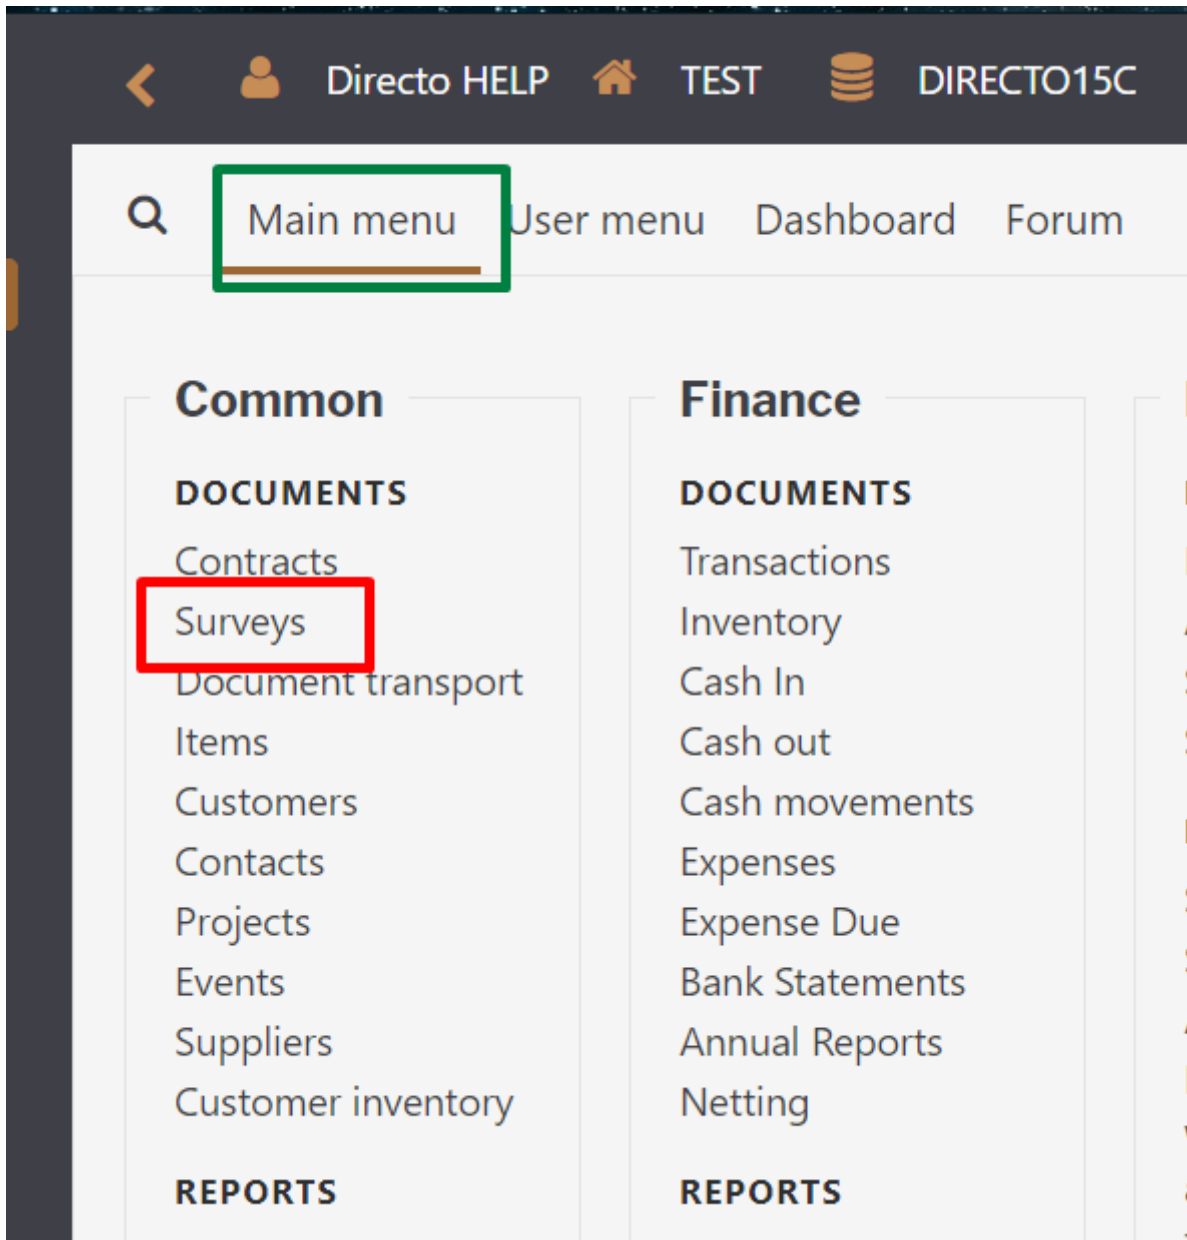 Directo HELP TEST DIRECTO15C
Main menu User menu Dashboard Forum
Common
DOCUMENTS
Contracts
Surveys
Document transport
Items
Customers
Contacts
Projects
Events
Suppliers
Customer inventory
REPORTS
Finance
DOCUMENTS
Transactions
Inventory
Cash In
Cash out
Cash movements
Expenses
Expense Due
Bank Statements
Annual Reports
Netting
REPORTS